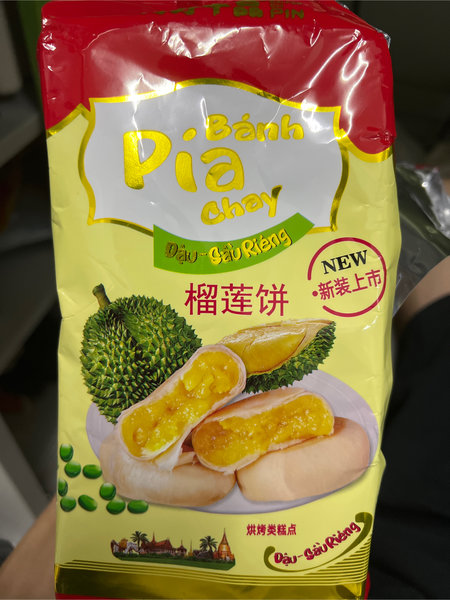 Bánh
Pía
Chay
Đậu-Sầu Riêng
榴莲饼
NEW
·新装上市·
烘烤类糕点
Đậu-Sầu Riêng